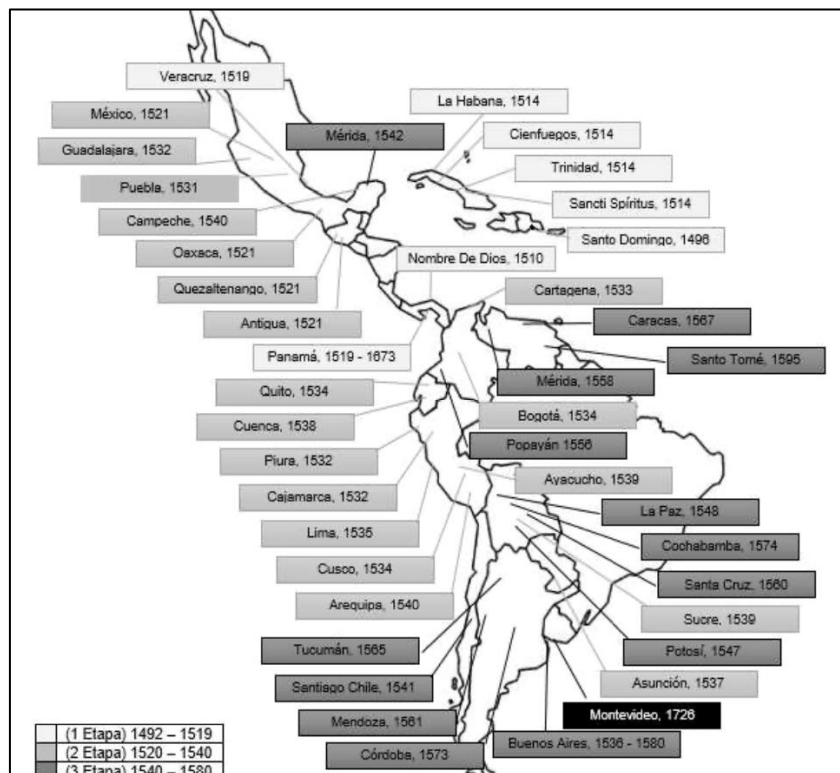 Veracruz, 1519
La Habana, 1514
México, 1521
Mérida, 1542
Cienfuegos, 1514
Guadalajara, 1532
Trinidad, 1514
Puebla, 1531
Sancti Spíritus, 1514
Campeche, 1540
Santo Domingo, 1496
Oaxaca, 1521
Nombre De Dios, 1510
Quezaltenango, 1521
Cartagena, 1533
Antigua, 1521
Caracas, 1567
Panamá, 1519 - 1673
Santo Tomé, 1595
Quito, 1534
Mérida, 1558
Cuenca, 1538
Bogotá, 1534
Popayán 1556
Piura, 1532
Ayacucho, 1539
Cajamarca, 1532
La Paz, 1548
Lima, 1535
Cochabamba, 1574
Cusco, 1534
Santa Cruz, 1560
Arequipa, 1540
Sucre, 1539
Tucumán, 1565
Potosí, 1547
Santiago Chile, 1541
Asunción, 1537
Montevideo, 1726
Mendoza, 1561
Buenos Aires, 1536 - 1580
Córdoba, 1573
(1 Etapa) 1492 – 1519
(2 Etapa) 1520 – 1540
(3 Etapa) 1540 – 1580